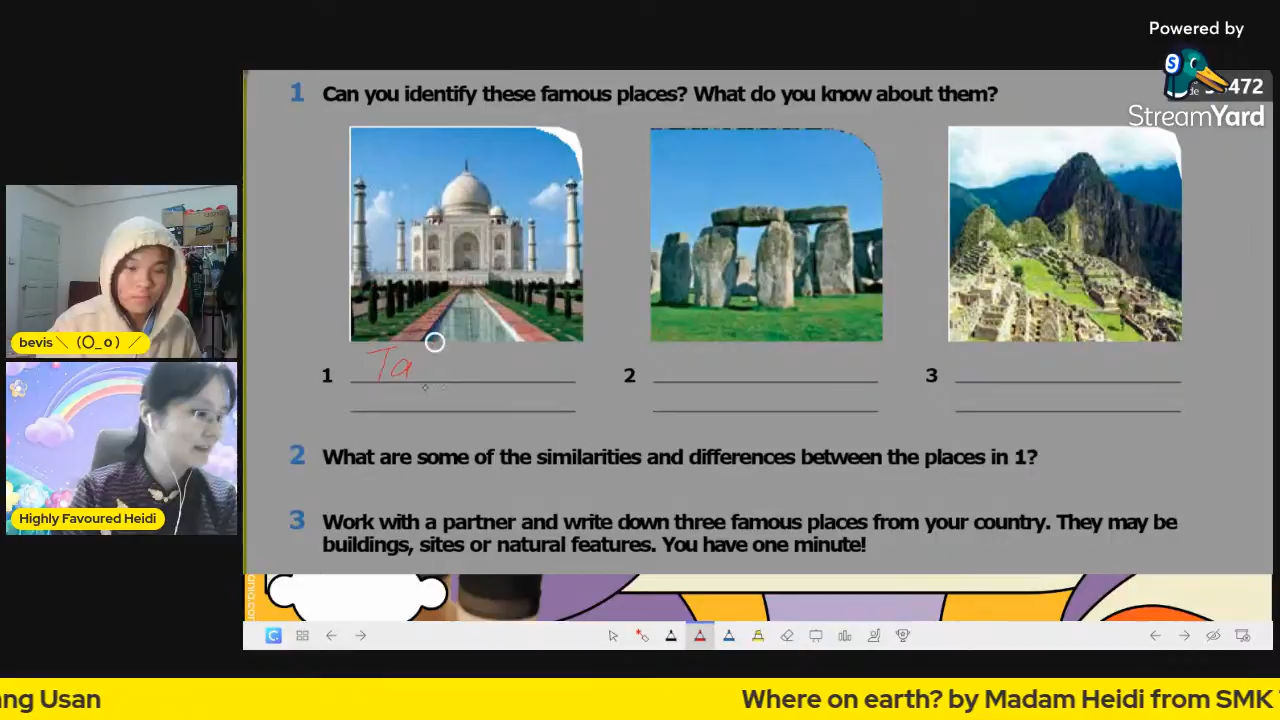 Powered by
S
472
StreamYard
1 Can you identify these famous places? What do you know about them?
Ta
1
2
3
2 What are some of the similarities and differences between the places in 1?
3 Work with a partner and write down three famous places from your country. They may be
buildings, sites or natural features. You have one minute!
bevis＼（〇_ｏ）／
Highly Favoured Heidi
ang Usan
Where on earth? by Madam Heidi from SMK